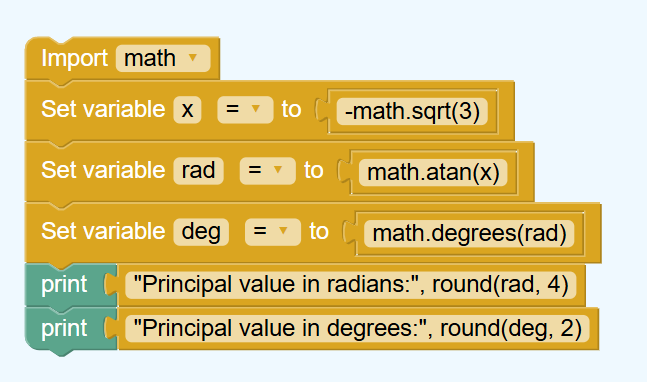 Import math
Set variable x = to -math.sqrt(3)
Set variable rad = to math.atan(x)
Set variable deg = to math.degrees(rad)
print "Principal value in radians:", round(rad, 4)
print "Principal value in degrees:", round(deg, 2)